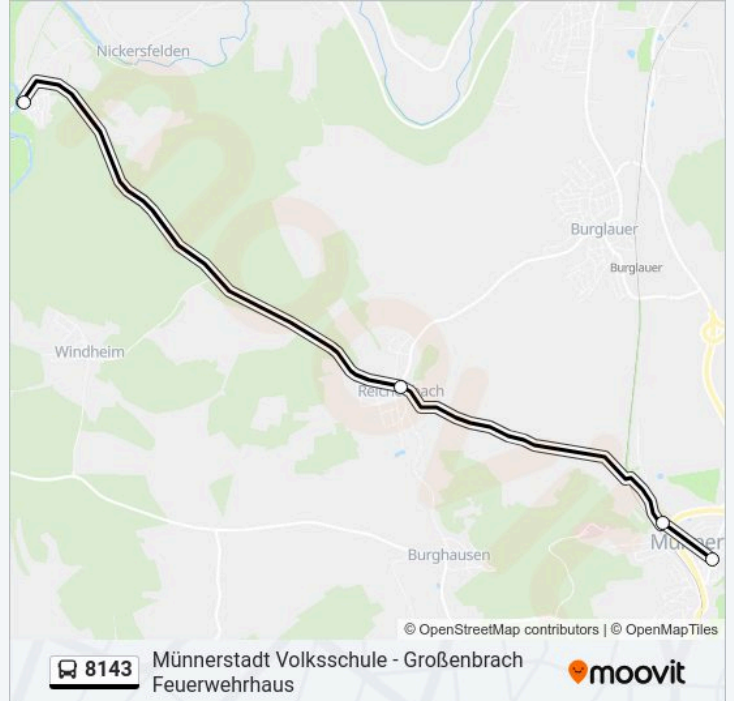 Nickersfelden
Burglauer
Burglauer
Windheim
Reichenbach
Burghausen
© OpenStreetMap contributors | © OpenMapTiles
8143
Münnerstadt Volksschule - Großenbrach
Feuerwehrhaus
moovit